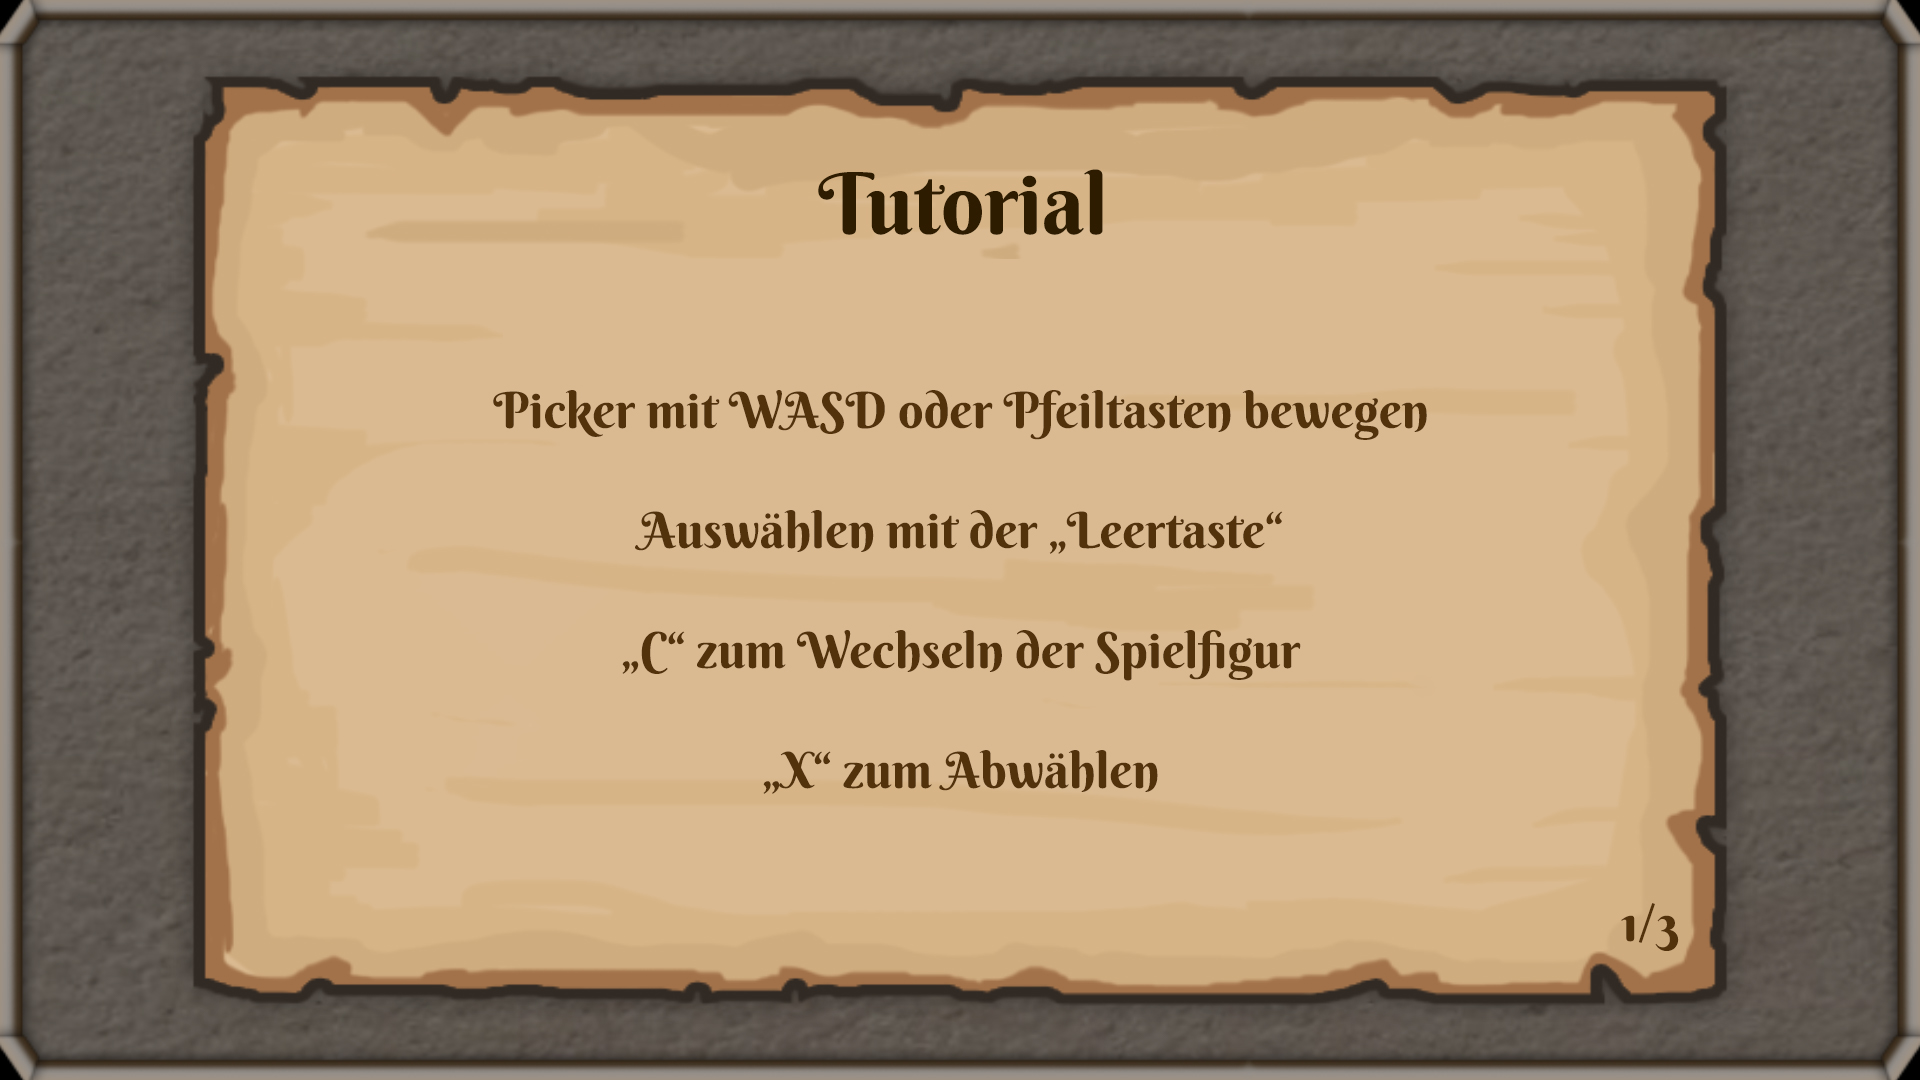 Tutorial
Picker mit WASD oder Pfeiltasten bewegen
Auswählen mit der „Leertaste“
„C“ zum Wechseln der Spielfigur
„X“ zum Abwählen
1/3